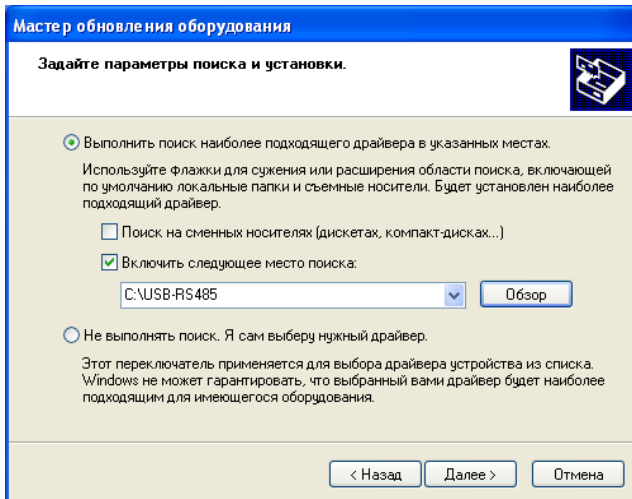 Мастер обновления оборудования
Задайте параметры поиска и установки.
Выполнить поиск наиболее подходящего драйвера в указанных местах.
Используйте флажки для сужения или расширения области поиска, включающей
по умолчанию локальные папки и съемные носители. Будет установлен наиболее
подходящий драйвер.
Поиск на сменных носителях (дискетах, компакт-дисках...)
Включить следующее место поиска:
C:\USB-RS485
Обзор
Не выполнять поиск. Я сам выберу нужный драйвер.
Этот переключатель применяется для выбора драйвера устройства из списка.
Windows не может гарантировать, что выбранный вами драйвер будет наиболее
подходящим для имеющегося оборудования.
< Назад Далее > Отмена